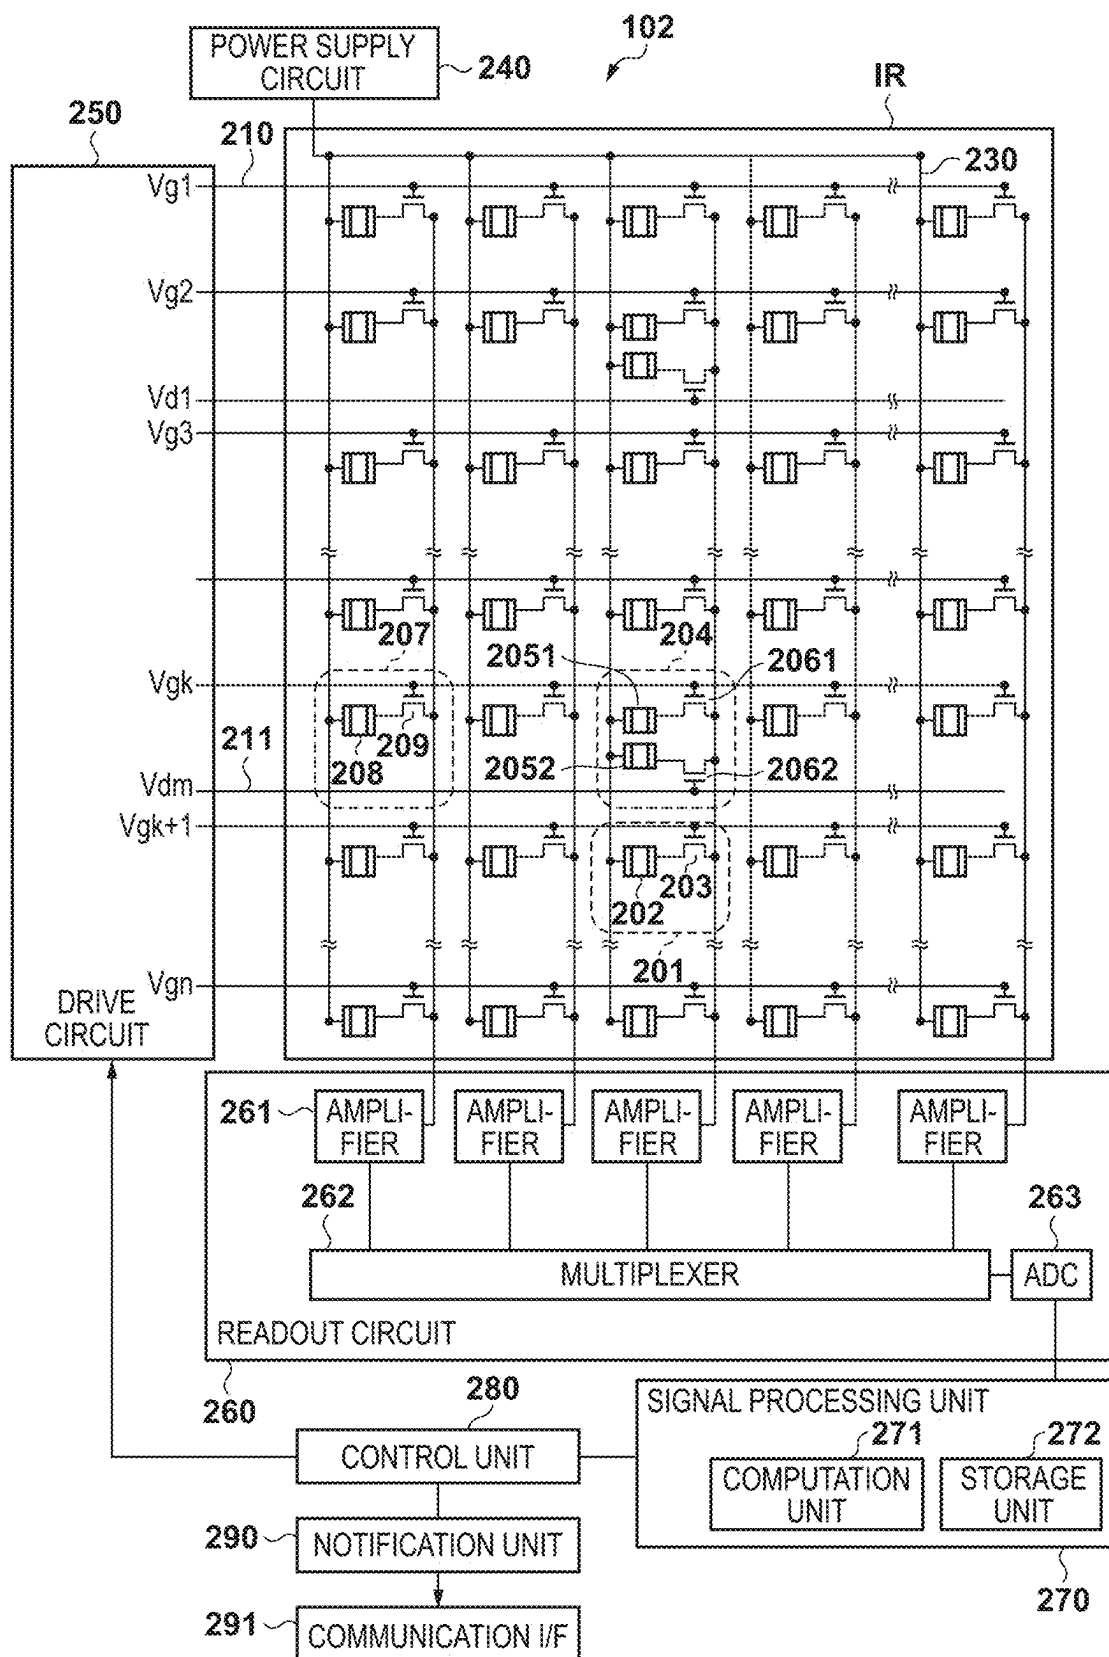 POWER SUPPLY
CIRCUIT
240
102
IR
250
210
230
Vg1
Vg2
Vd1
Vg3
207
2051
204
2061
Vgk
209
208
211
2052
2062
Vdm
Vgk+1
203
202
201
Vgn
DRIVE
CIRCUIT
261
AMPLI-
FIER
AMPLI-
FIER
AMPLI-
FIER
AMPLI-
FIER
AMPLI-
FIER
262
263
MULTIPLEXER
ADC
READOUT CIRCUIT
260
280
SIGNAL PROCESSING UNIT
271
272
CONTROL UNIT
COMPUTATION
UNIT
STORAGE
UNIT
290
NOTIFICATION UNIT
270
291
COMMUNICATION I/F